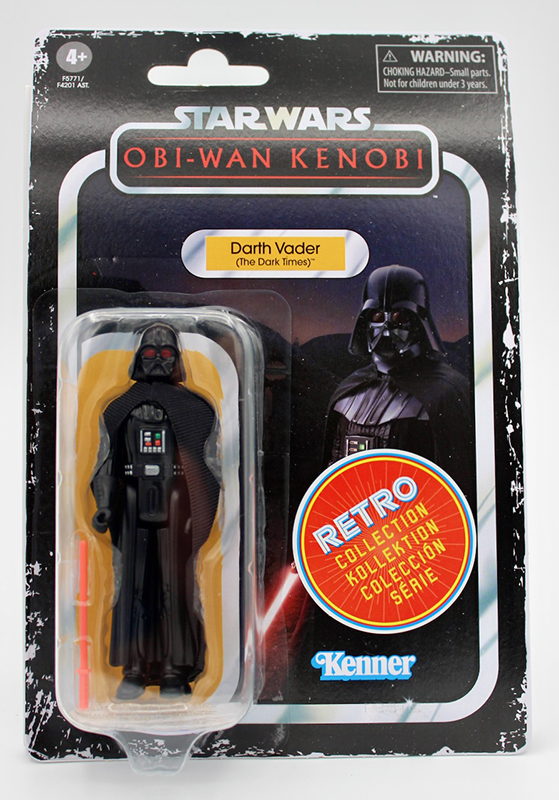 4+
F5771/
F4201 AST.
WARNING:
CHOKING HAZARD–Small parts.
Not for children under 3 years.
STAR WARS
OBI-WAN KENOBI
Darth Vader
(The Dark Times)™
RETRO
COLLECTION
KOLLEKTION
COLECCIÓN
SÉRIE
Kenner